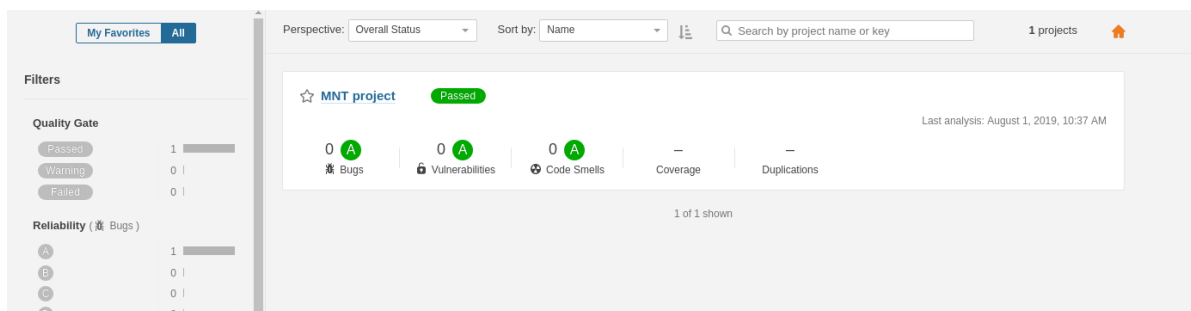 My Favorites All
Perspective: Overall Status Sort by: Name Search by project name or key 1 projects
Filters
Quality Gate
Passed 1
Warning 0
Failed 0
Reliability ( Bugs )
A 1
B 0
C 0
MNT project Passed
Last analysis: August 1, 2019, 10:37 AM
0 A 0 A 0 A – –
Bugs Vulnerabilities Code Smells Coverage Duplications
1 of 1 shown